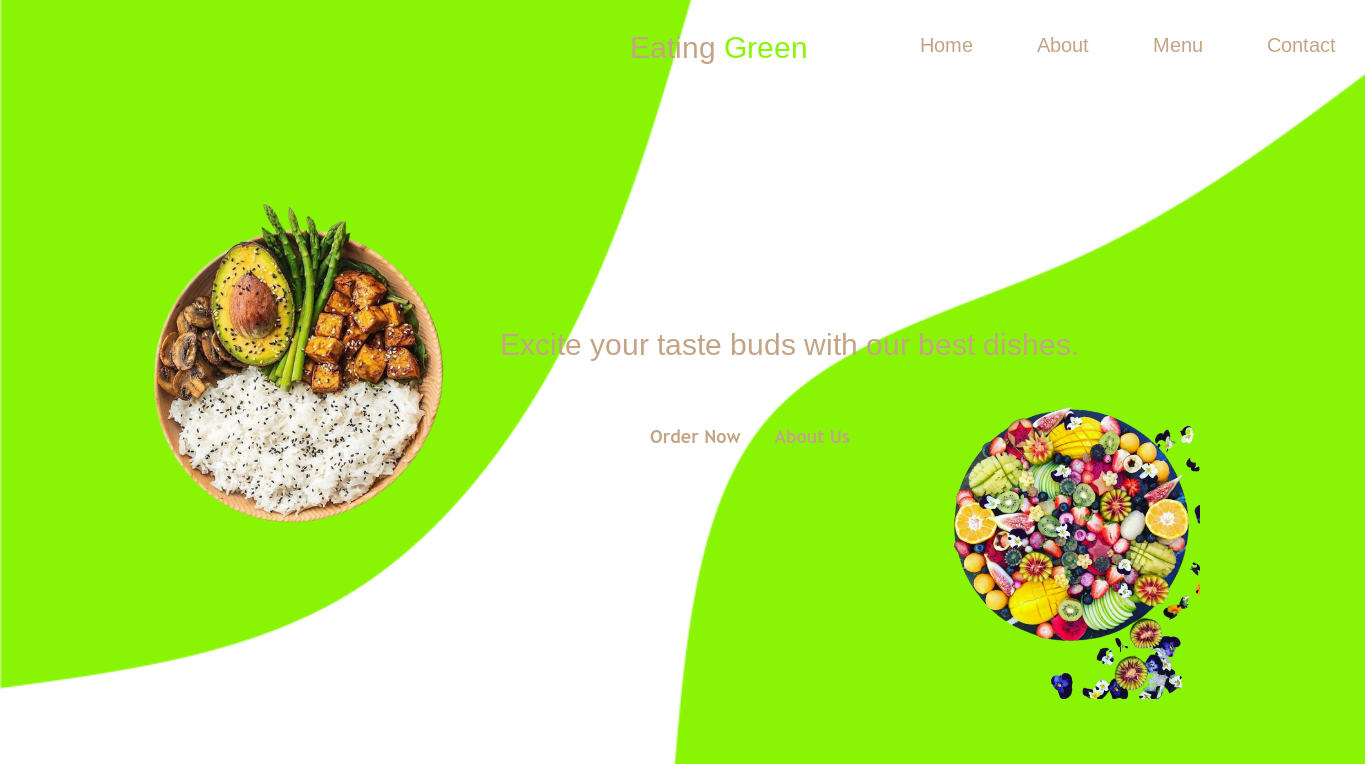 Eating Green
Home About Menu Contact
Excite your taste buds with our best dishes.
Order Now About Us